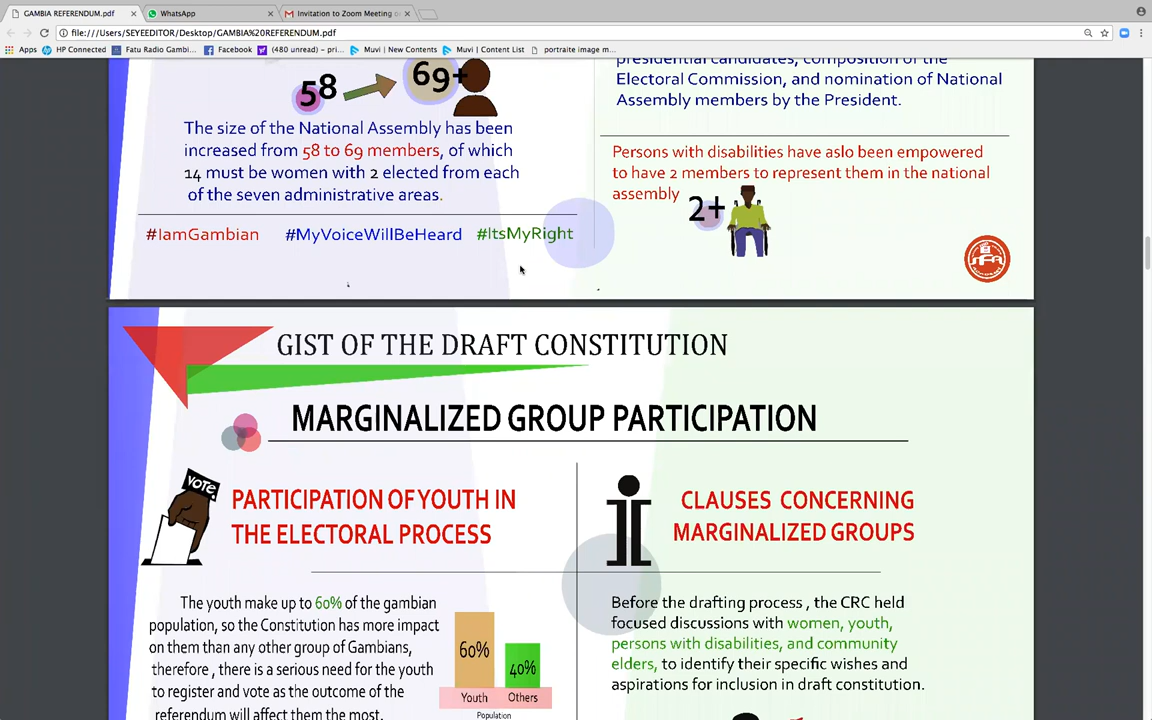 GAMBIA REFERENDUM.pdf
WhatsApp
Invitation to Zoom Meeting
file:///Users/SEYEEDITOR/Desktop/GAMBIA%20REFERENDUM.pdf
Apps HP Connected Fatu Radio Gambi... Facebook (480 unread) - pri... Muvi | New Contents Muvi | Content List portraite image m...
58 69+
The size of the National Assembly has been
increased from 58 to 69 members, of which
14 must be women with 2 elected from each
of the seven administrative areas.
#IamGambian #MyVoiceWillBeHeard #ItsMyRight
presidential candidates, composition of the
Electoral Commission, and nomination of National
Assembly members by the President.
Persons with disabilities have aslo been empowered
to have 2 members to represent them in the national
assembly
2+
GIST OF THE DRAFT CONSTITUTION
MARGINALIZED GROUP PARTICIPATION
VOTE
PARTICIPATION OF YOUTH IN
THE ELECTORAL PROCESS
The youth make up to 60% of the gambian
population, so the Constitution has more impact
on them than any other group of Gambians,
therefore , there is a serious need for the youth
to register and vote as the outcome of the
referendum will affect them the most.
60%
40%
Youth Others
Population
CLAUSES CONCERNING
MARGINALIZED GROUPS
Before the drafting process , the CRC held
focused discussions with women, youth,
persons with disabilities, and community
elders, to identify their specific wishes and
aspirations for inclusion in draft constitution.